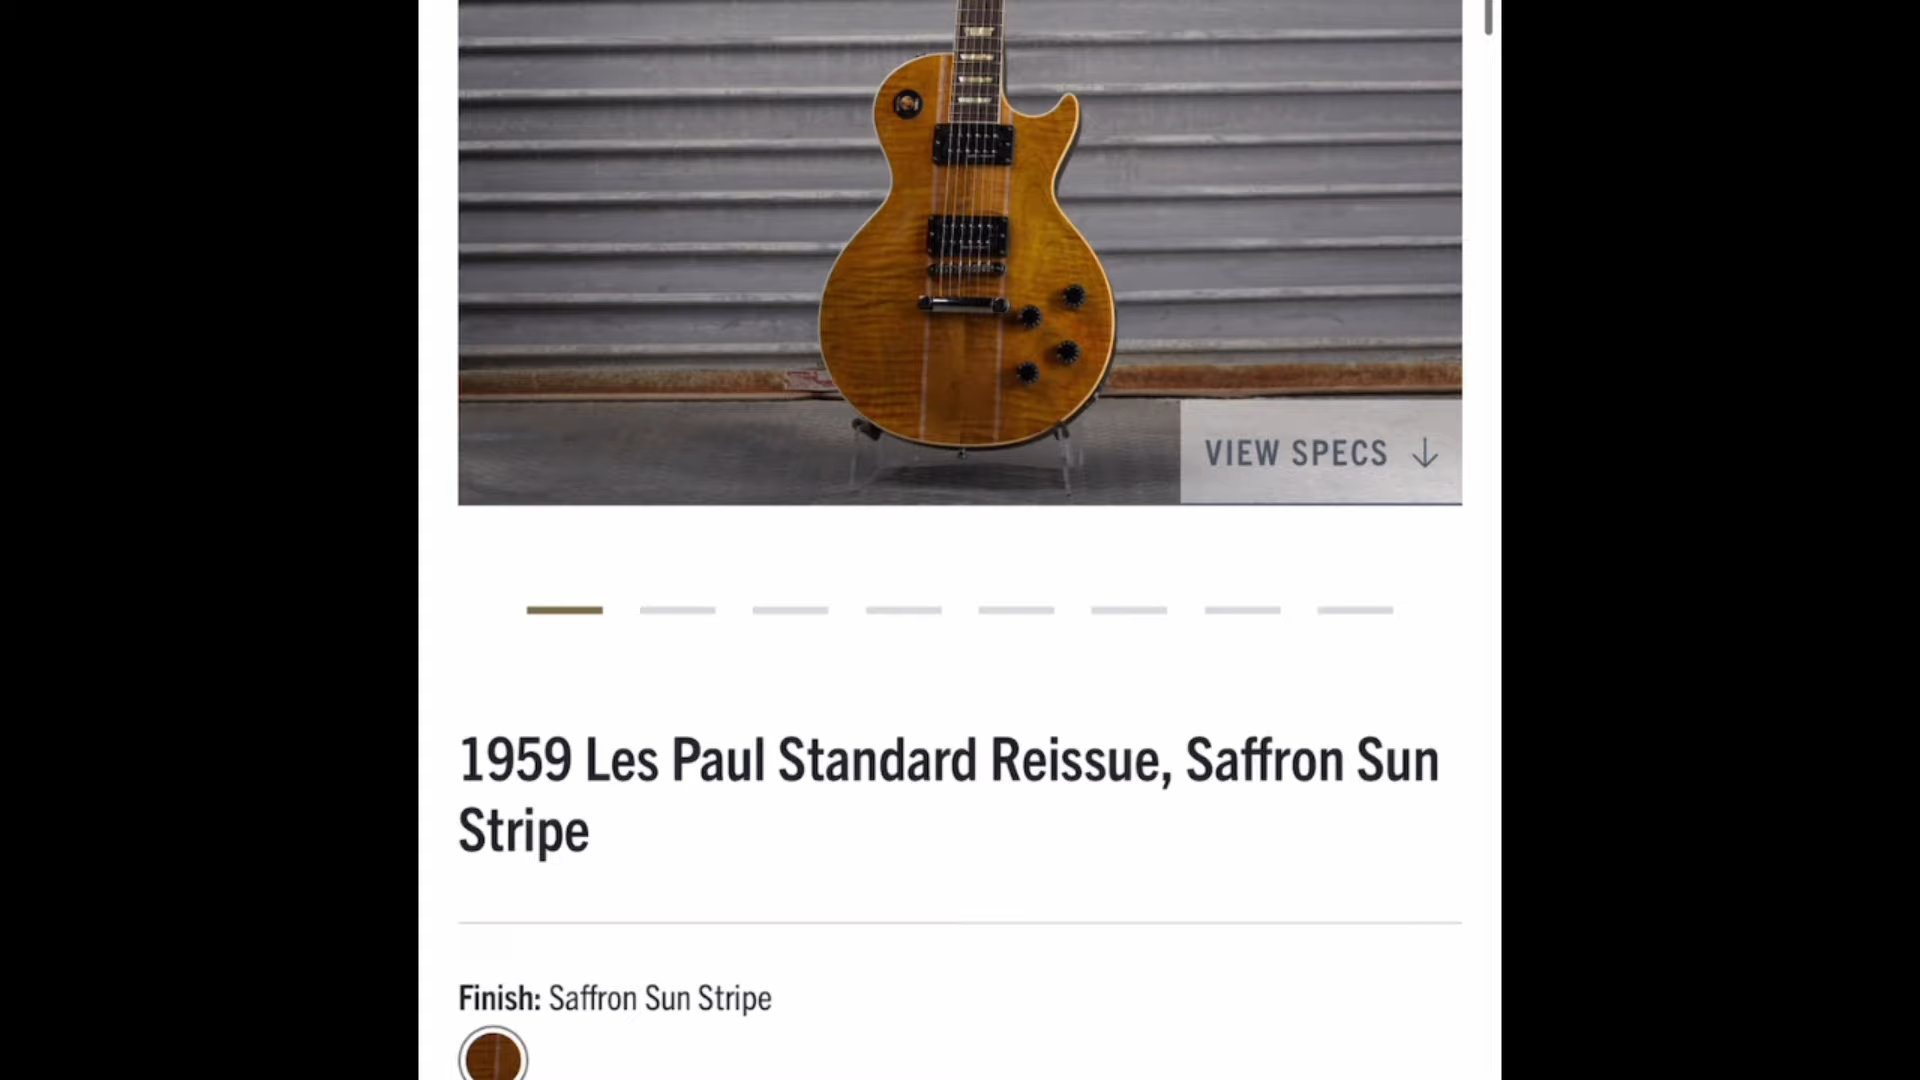 VIEW SPECS
1959 Les Paul Standard Reissue, Saffron Sun
Stripe
Finish: Saffron Sun Stripe